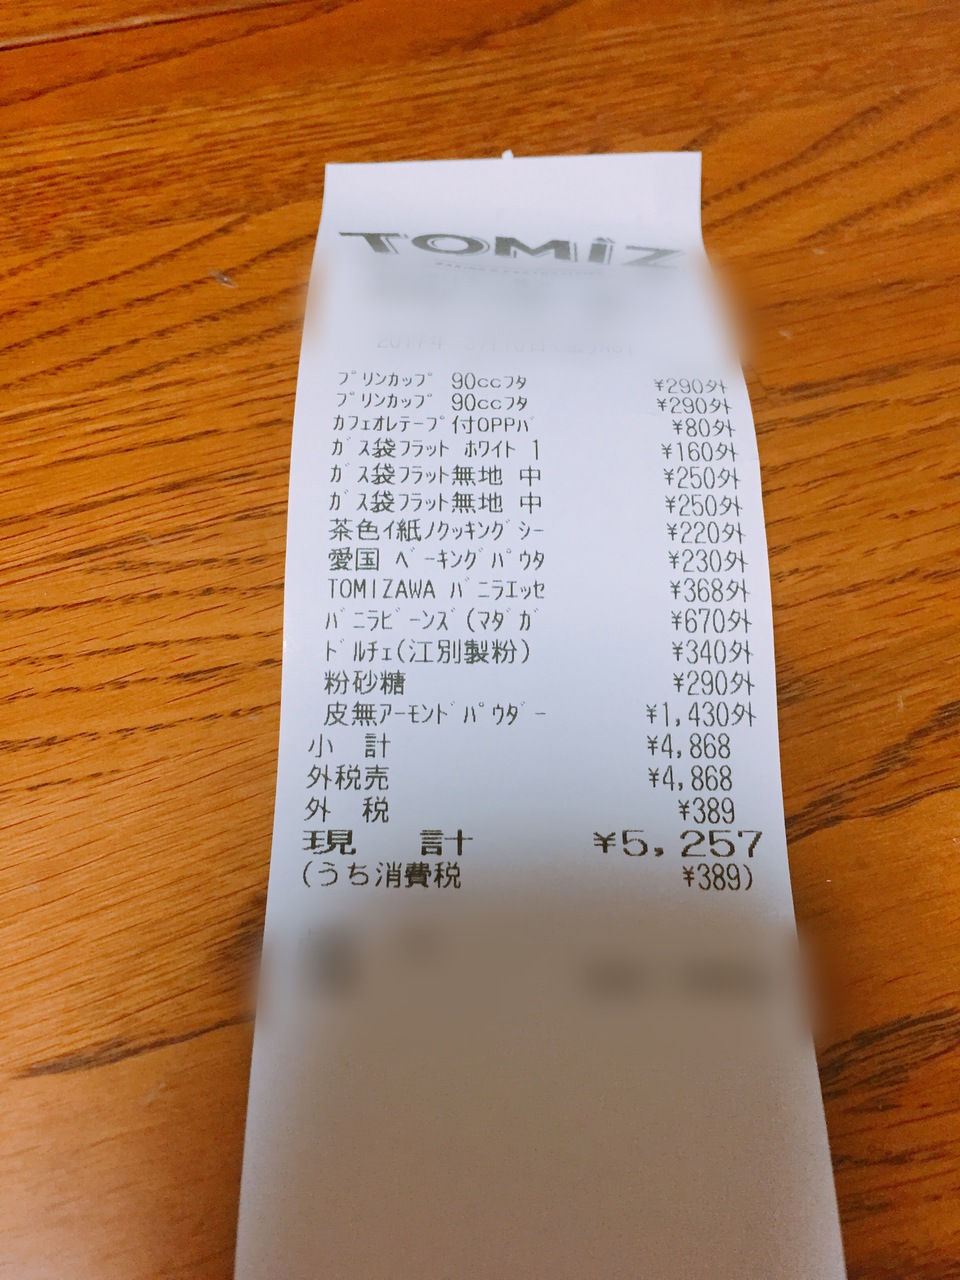 TOMIZ
プリンカップ 90ccフタ ¥290外
プリンカップ 90ccフタ ¥290外
カフェオレテープ付OPPバ ¥80外
ガス袋フラット ホワイト 1 ¥160外
ガス袋フラット無地 中 ¥250外
ガス袋フラット無地 中 ¥250外
茶色イ紙ノクッキングシー ¥220外
愛国 ベーキングパウダ ¥230外
TOMIZAWA バニラエッセ ¥368外
バニラビーンズ(マダガ ¥670外
ドルチェ(江別製粉) ¥340外
粉砂糖 ¥290外
皮無アーモンドパウダー ¥1,430外
小 計 ¥4,868
外税売 ¥4,868
外 税 ¥389
現 計 ¥5,257
(うち消費税 ¥389)